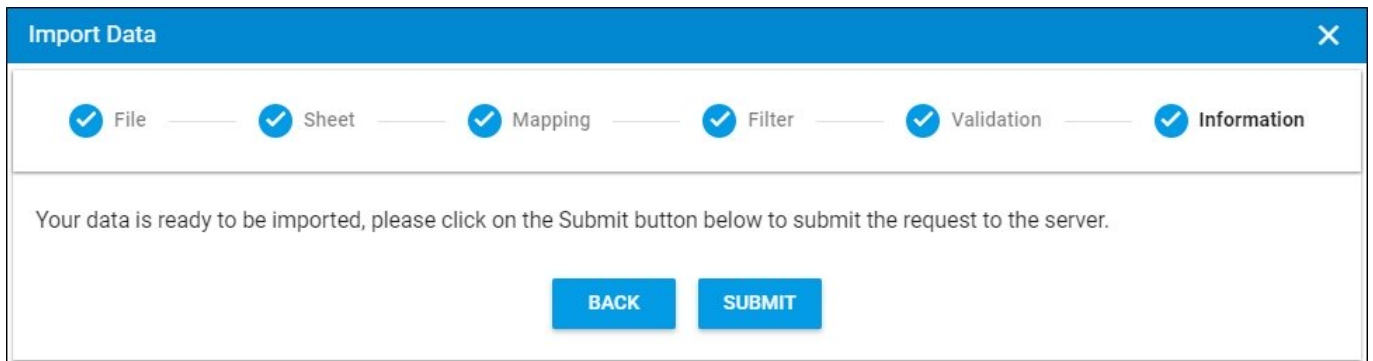 Import Data
File Sheet Mapping Filter Validation Information
Your data is ready to be imported, please click on the Submit button below to submit the request to the server.
BACK SUBMIT